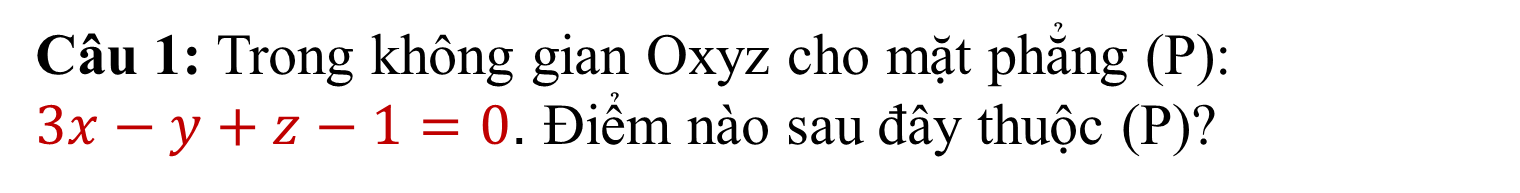 Câu 1: Trong không gian Oxyz cho mặt phẳng (P):
3x − y + z − 1 = 0. Điểm nào sau đây thuộc (P)?